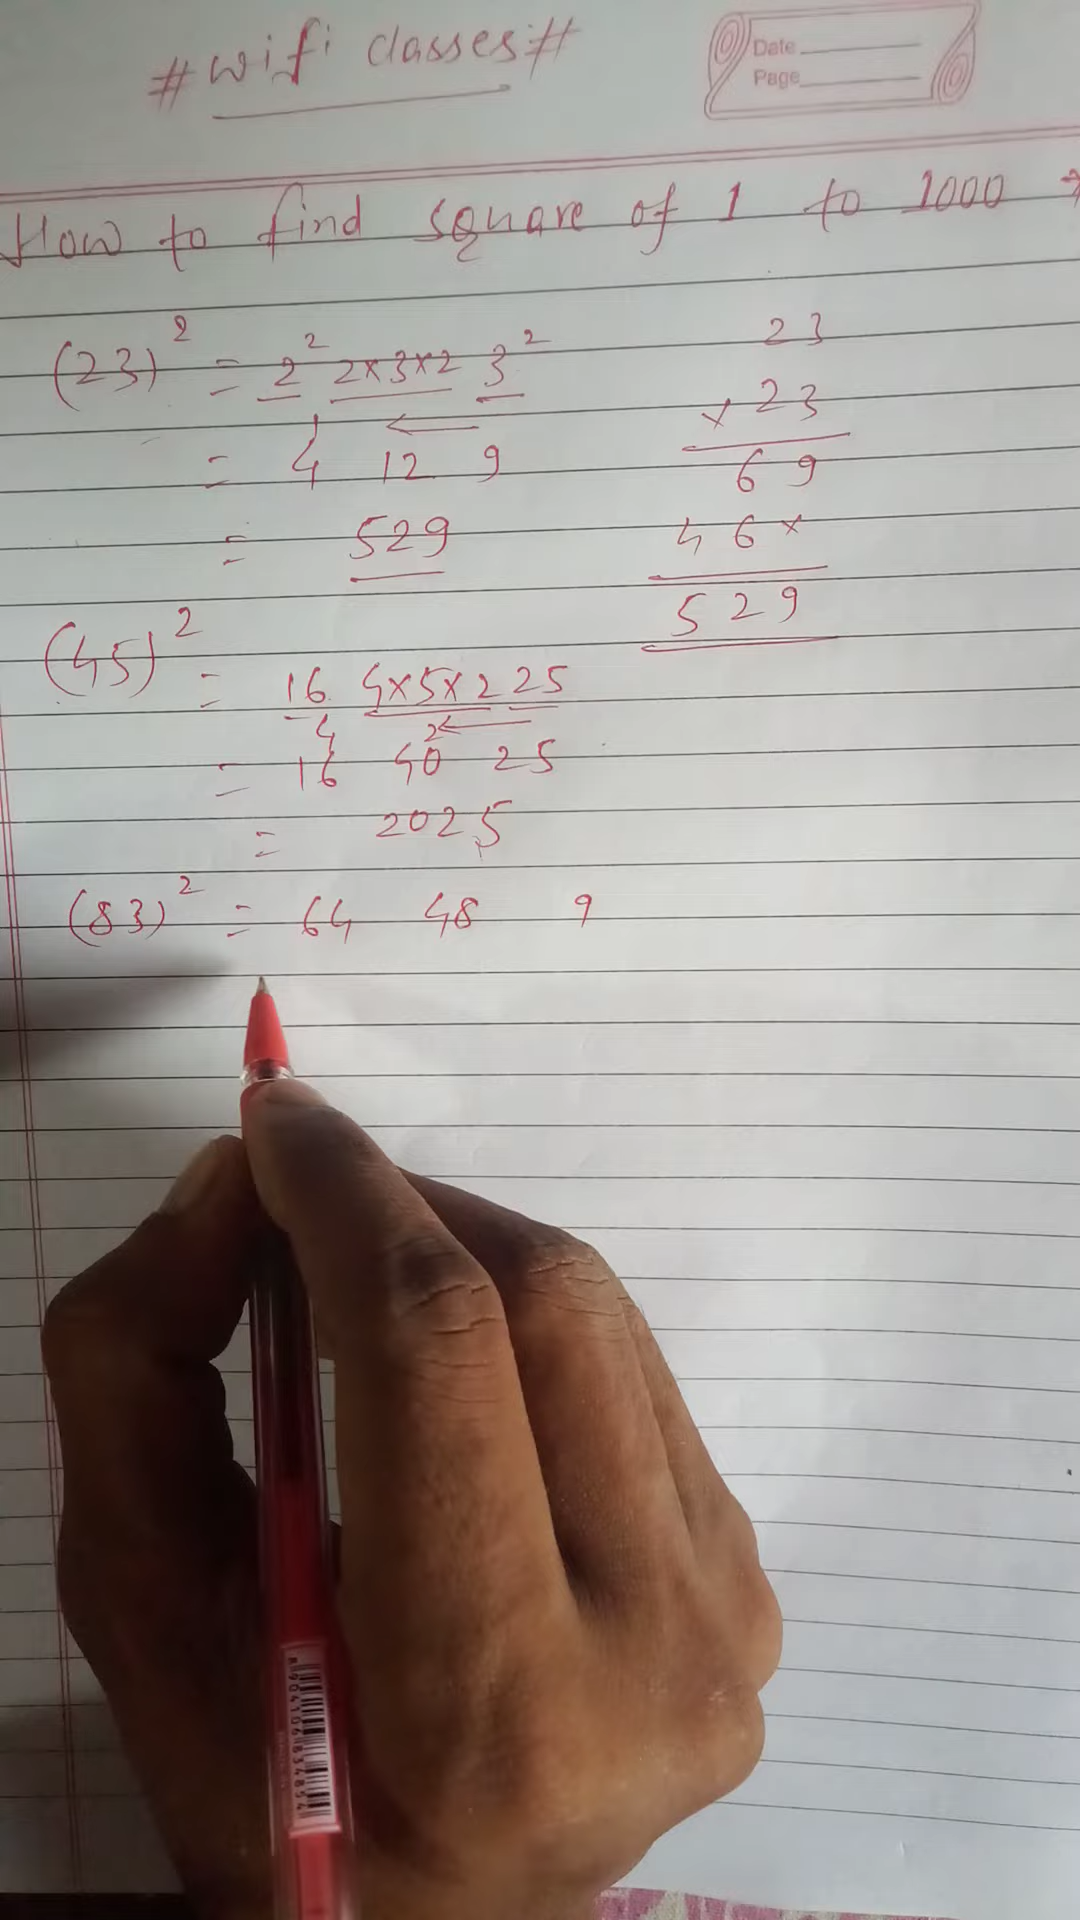 #wifi classes#
Date
Page
How to find square of 1 to 1000 →
(23)² = 2² 2×3×2 3²
= 4 12 9
= 529
23
× 23
69
46×
529
(45)²
= 16 4×5×2 25
4 2
= 16 40 25
= 2025
(83)² = 64 48 9